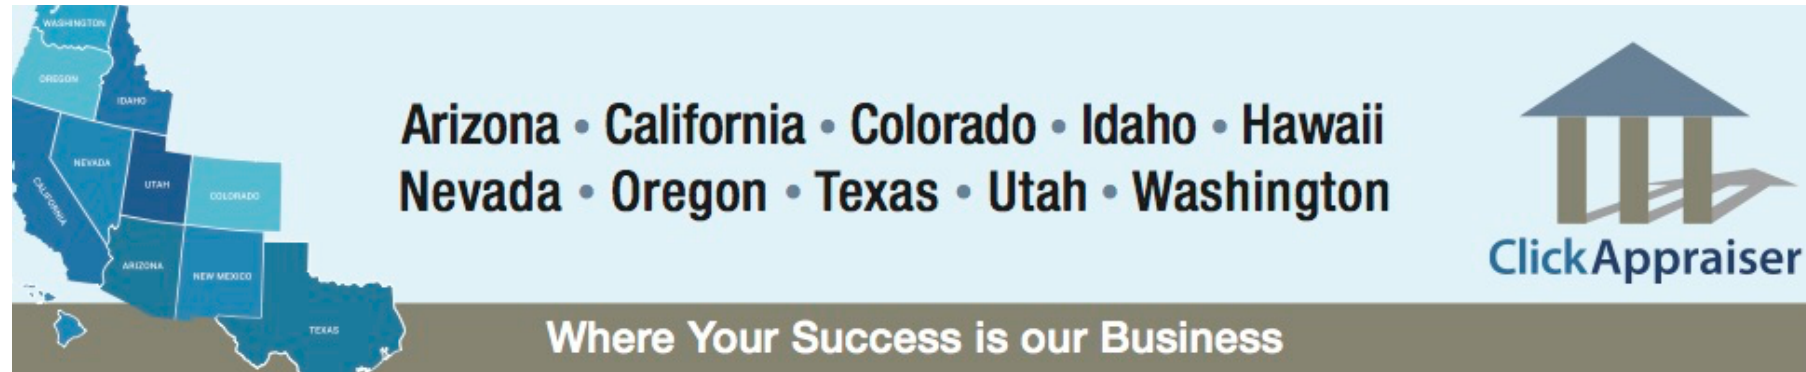 WASHINGTON
OREGON
IDAHO
NEVADA
UTAH
COLORADO
CALIFORNIA
ARIZONA
NEW MEXICO
TEXAS
Arizona • California • Colorado • Idaho • Hawaii
Nevada • Oregon • Texas • Utah • Washington
ClickAppraiser
Where Your Success is our Business